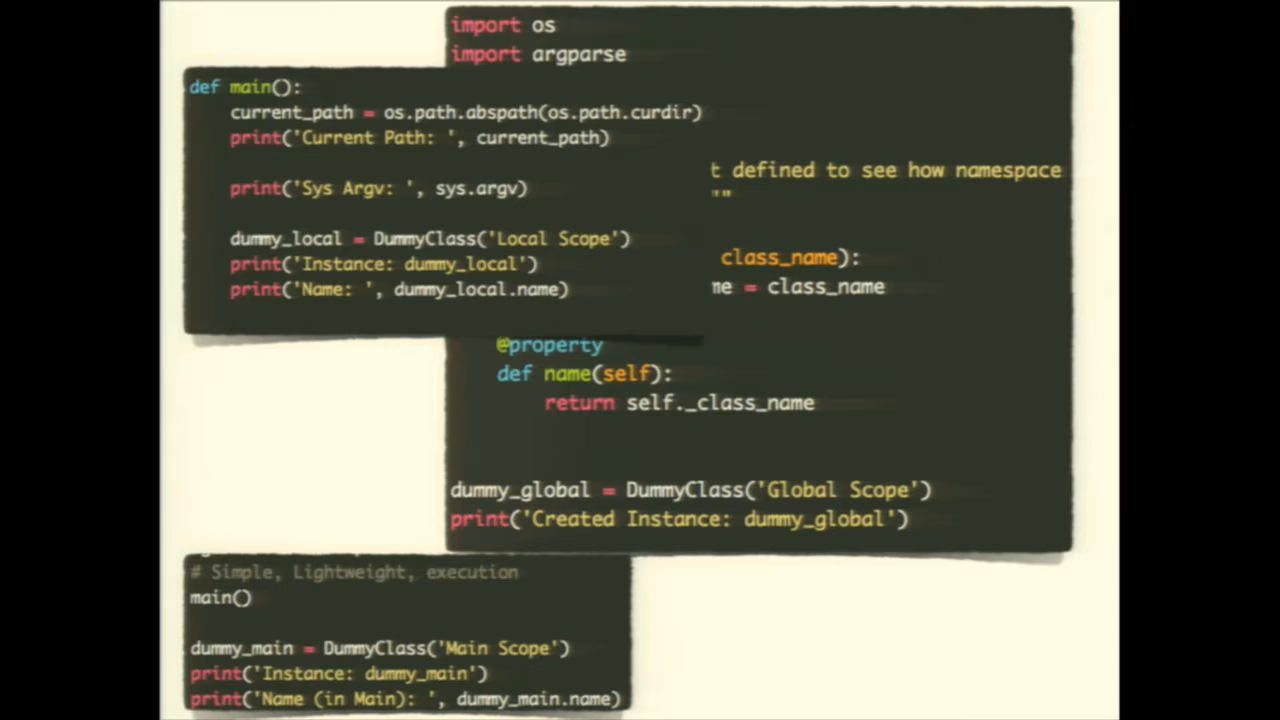 import os
import argparse
def main():
current_path = os.path.abspath(os.path.curdir)
print('Current Path: ', current_path)
print('Sys Argv: ', sys.argv)
dummy_local = DummyClass('Local Scope')
print('Instance: dummy_local')
print('Name: ', dummy_local.name)
t defined to see how namespace
""
class_name):
me = class_name
@property
def name(self):
return self._class_name
dummy_global = DummyClass('Global Scope')
print('Created Instance: dummy_global')
# Simple, Lightweight, execution
main()
dummy_main = DummyClass('Main Scope')
print('Instance: dummy_main')
print('Name (in Main): ', dummy_main.name)